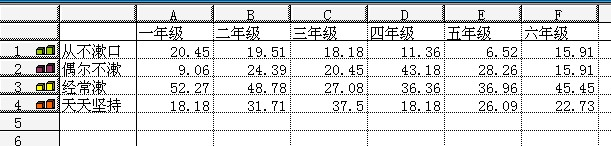 A B C D E F
一年级 二年级 三年级 四年级 五年级 六年级
1 从不漱口 20.45 19.51 18.18 11.36 6.52 15.91
2 偶尔不漱 9.06 24.39 20.45 43.18 28.26 15.91
3 经常漱 52.27 48.78 27.08 36.36 36.96 45.45
4 天天坚持 18.18 31.71 37.5 18.18 26.09 22.73
5
6